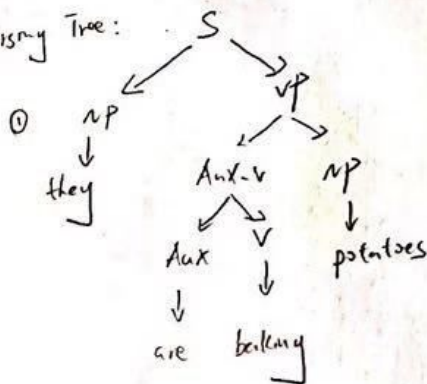 Tree:
S
① NP VP
they Aux-V NP
Aux V potatoes
are baking